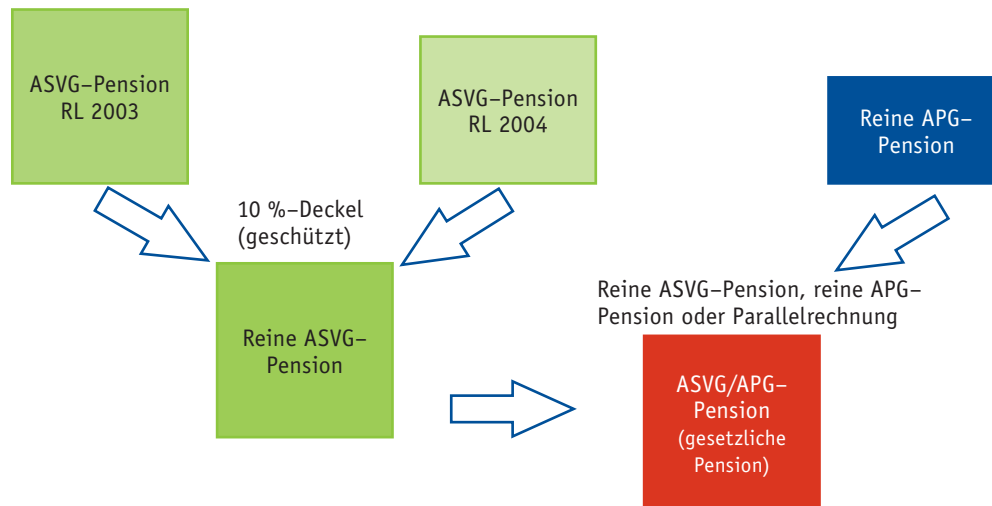 ASVG–Pension
RL 2003
ASVG–Pension
RL 2004
Reine APG–
Pension
10 %–Deckel
(geschützt)
Reine ASVG–
Pension
Reine ASVG–Pension, reine APG–
Pension oder Parallelrechnung
ASVG/APG–
Pension
(gesetzliche
Pension)